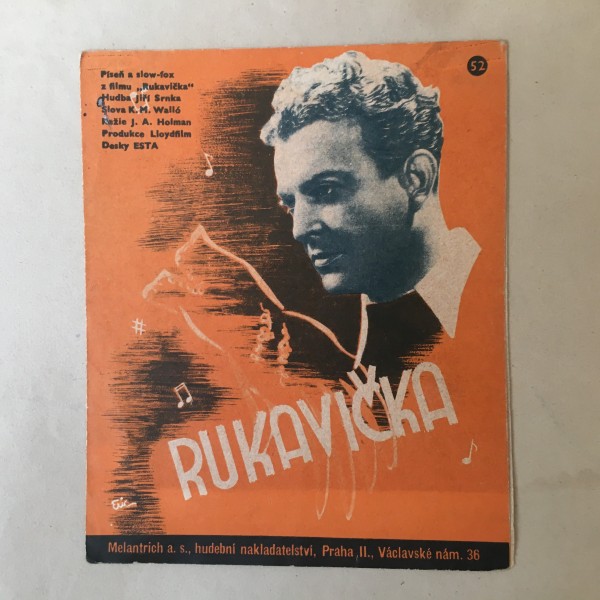 Píseň a slow-fox
z filmu „Rukavička"
Hudba Jiří Srnka
Slova K. M. Walló
Režie J. A. Holman
Produkce Lloydfilm
Desky ESTA
52
RUKAVIČKA
Melantrich a. s., hudební nakladatelství, Praha II., Václavské nám. 36